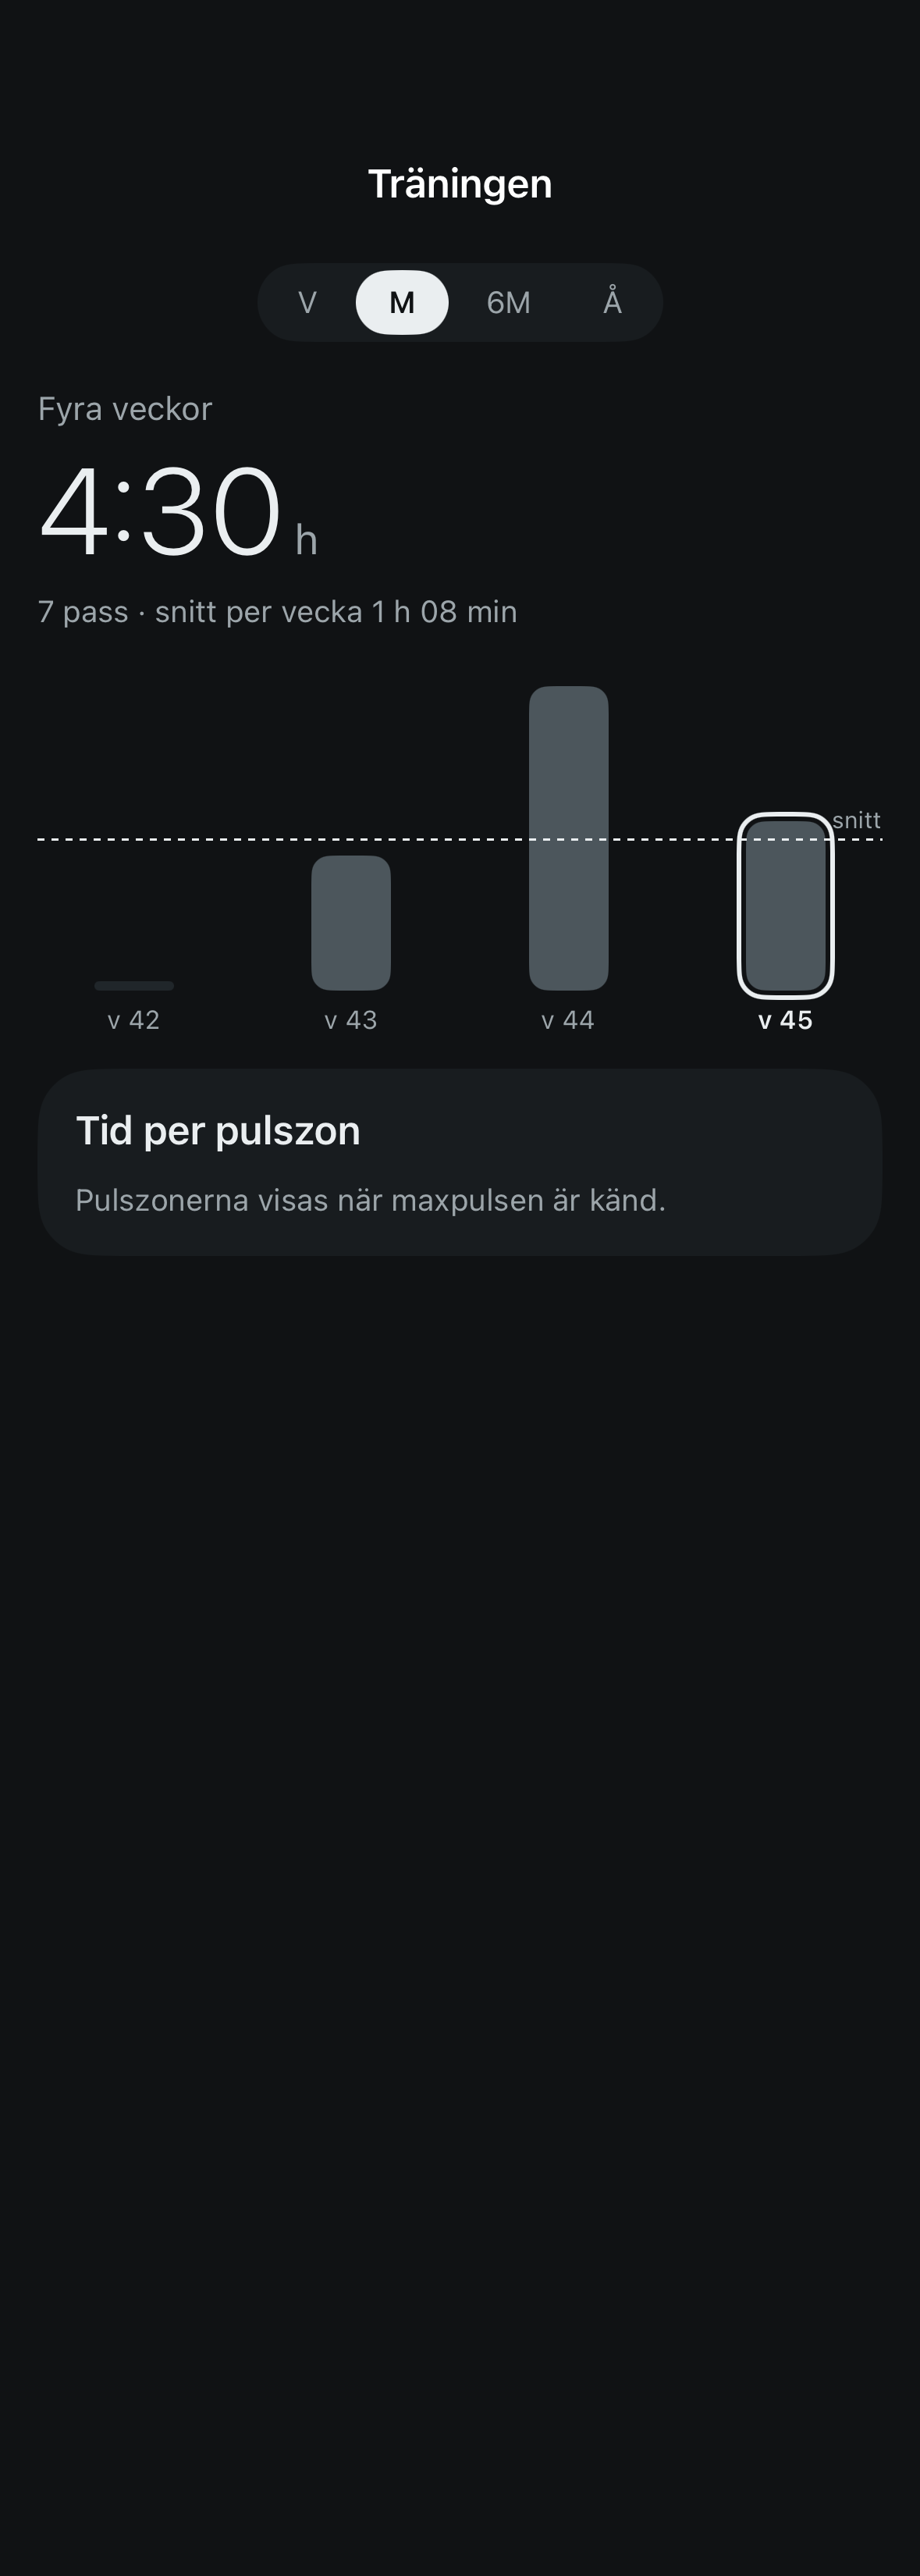 Träningen
V M 6M Å
Fyra veckor
4:30 h
7 pass · snitt per vecka 1 h 08 min
snitt
v 42 v 43 v 44 v 45
Tid per pulszon
Pulszonerna visas när maxpulsen är känd.